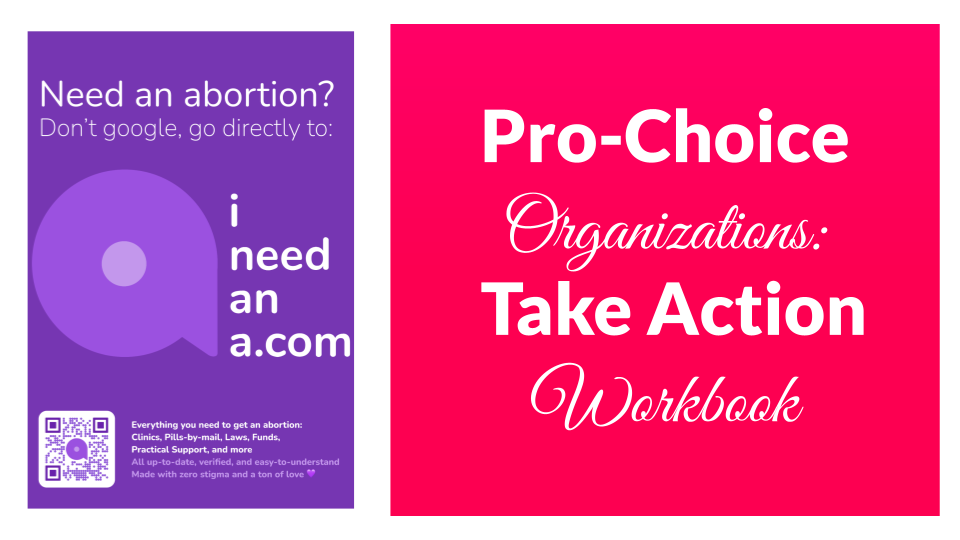 Need an abortion?
Don't google, go directly to:
i
need
an
a.com
Everything you need to get an abortion:
Clinics, Pills-by-mail, Laws, Funds,
Practical Support, and more
All up-to-date, verified, and easy-to-understand
Made with zero stigma and a ton of love 💜
Pro-Choice
Organizations:
Take Action
Workbook